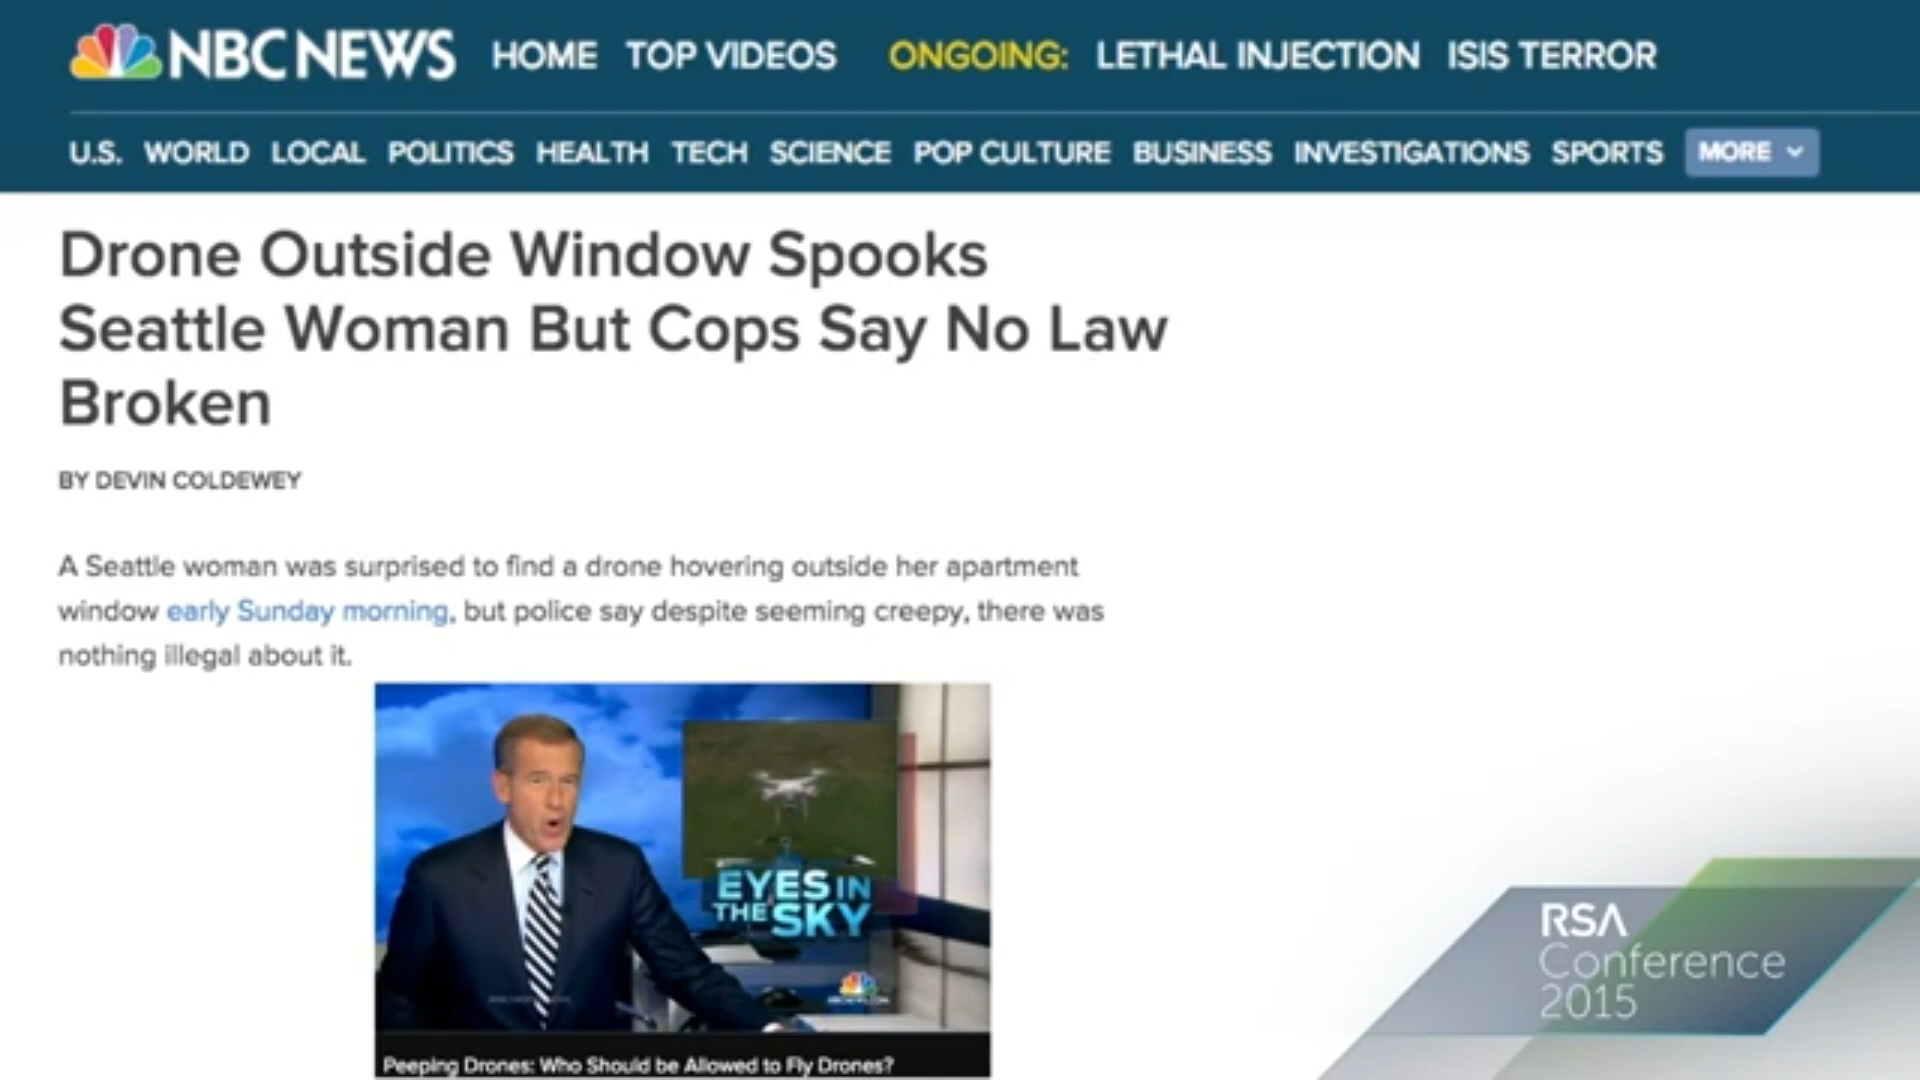 NBC NEWS HOME TOP VIDEOS ONGOING: LETHAL INJECTION ISIS TERROR
U.S. WORLD LOCAL POLITICS HEALTH TECH SCIENCE POP CULTURE BUSINESS INVESTIGATIONS SPORTS MORE
Drone Outside Window Spooks
Seattle Woman But Cops Say No Law
Broken
BY DEVIN COLDEWEY
A Seattle woman was surprised to find a drone hovering outside her apartment
window early Sunday morning, but police say despite seeming creepy, there was
nothing illegal about it.
EYES IN
THE SKY
Peeping Drones: Who Should be Allowed to Fly Drones?
RSA
Conference
2015